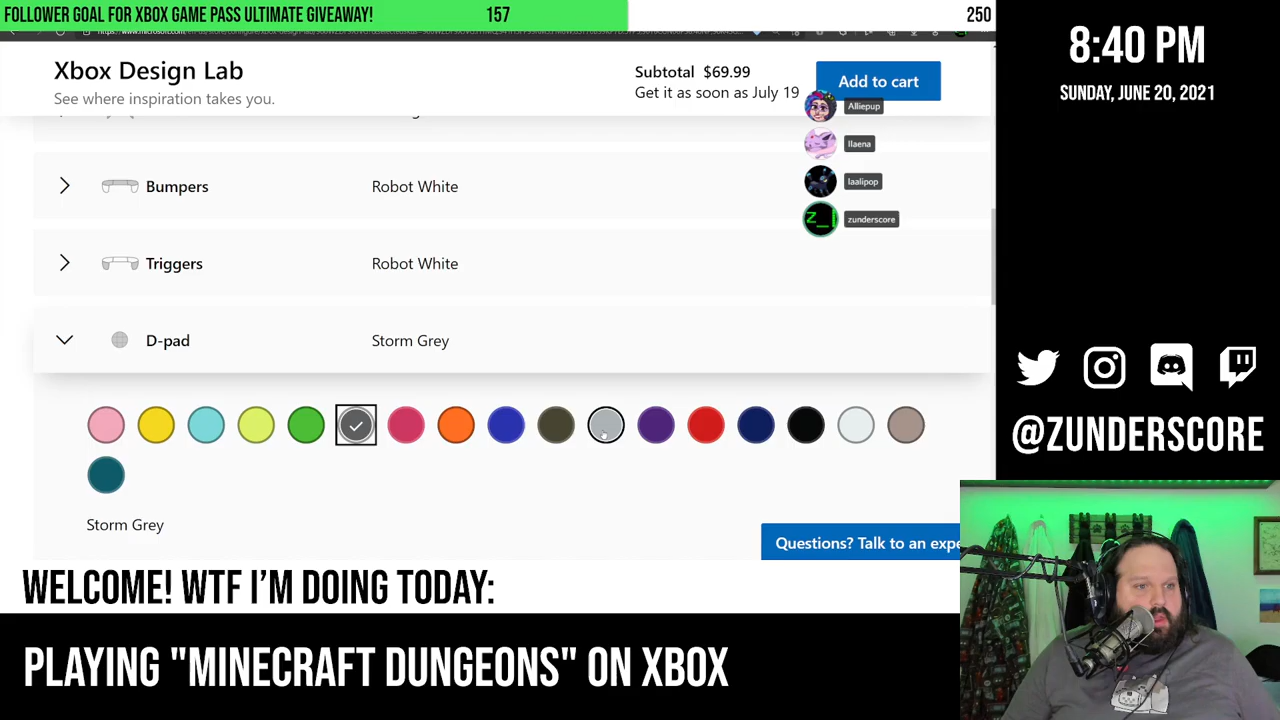 FOLLOWER GOAL FOR XBOX GAME PASS ULTIMATE GIVEAWAY! 157 250
Xbox Design Lab
See where inspiration takes you.
Subtotal $69.99
Get it as soon as July 19
Add to cart
Alliepup
llaena
laalipop
Z_
zunderscore
Bumpers Robot White
Triggers Robot White
D-pad Storm Grey
Storm Grey
Questions? Talk to an expe
8:40 PM
SUNDAY, JUNE 20, 2021
@ZUNDERSCORE
WELCOME! WTF I'M DOING TODAY:
PLAYING "MINECRAFT DUNGEONS" ON XBOX